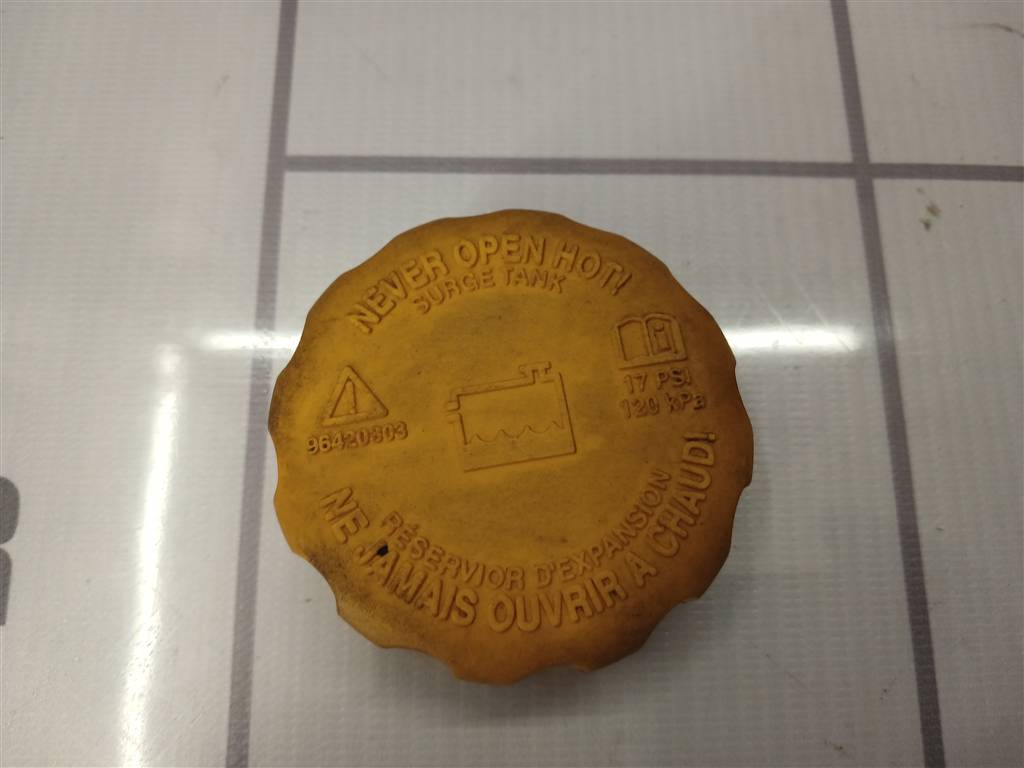 NEVER OPEN HOT!
SURGE TANK
17 PSI
120 kPa
96420303
RÉSERVIOR D'EXPANSION
NE JAMAIS OUVRIR À CHAUD!